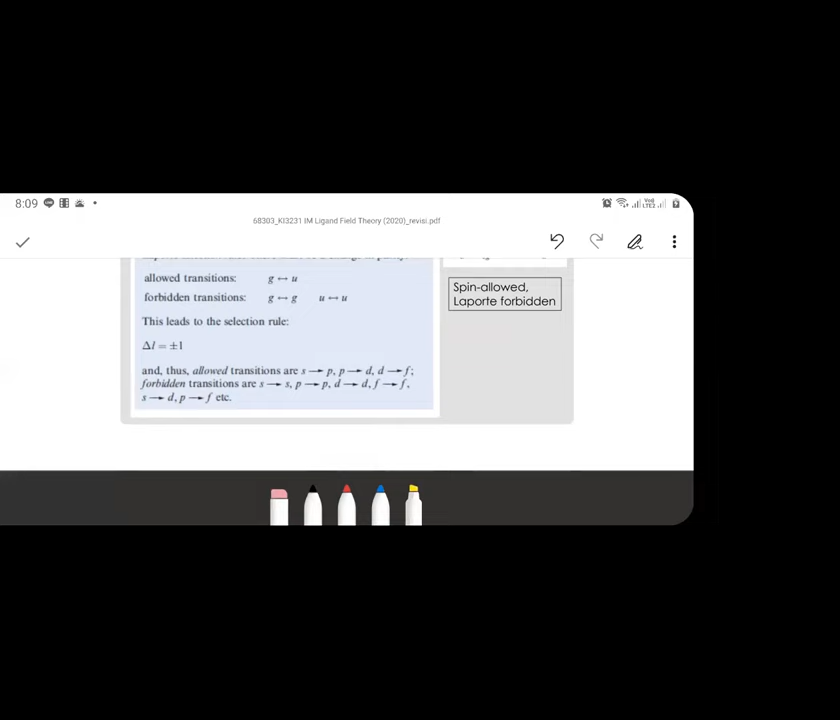 8:09
68303_KI3231 IM Ligand Field Theory (2020)_revisi.pdf
allowed transitions: g ↔ u
forbidden transitions: g ↔ g u ↔ u
This leads to the selection rule:
Δl = ±1
and, thus, allowed transitions are s → p, p → d, d → f;
forbidden transitions are s → s, p → p, d → d, f → f,
s → d, p → f etc.
Spin-allowed,
Laporte forbidden